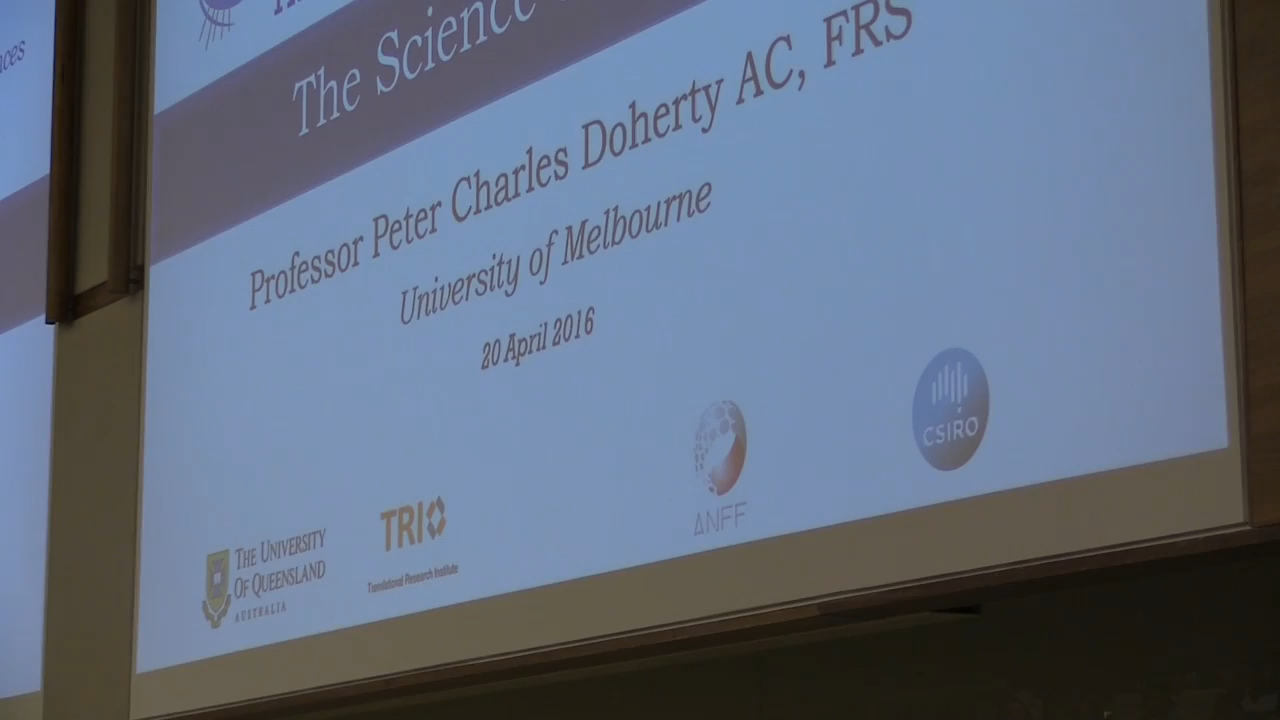 The Science
Professor Peter Charles Doherty AC, FRS
University of Melbourne
20 April 2016
CSIRO
ANFF
TRI
Translational Research Institute
THE UNIVERSITY
OF QUEENSLAND
AUSTRALIA